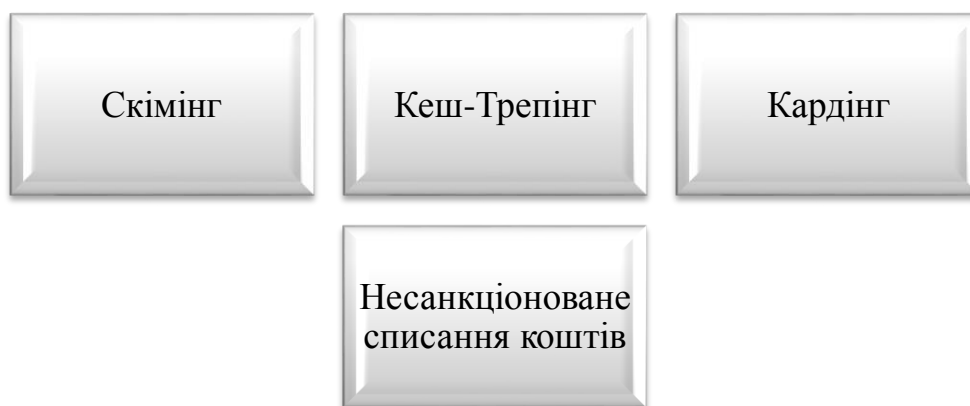 Скімінг
Кеш-Трепінг
Кардінг
Несанкціоноване
списання коштів